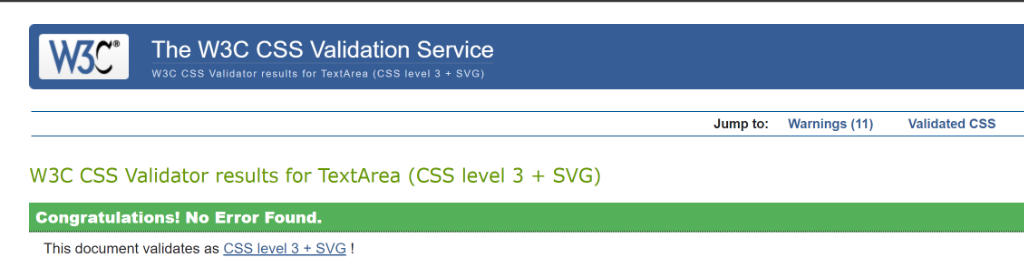 W3C®
The W3C CSS Validation Service
W3C CSS Validator results for TextArea (CSS level 3 + SVG)
Jump to: Warnings (11) Validated CSS
W3C CSS Validator results for TextArea (CSS level 3 + SVG)
Congratulations! No Error Found.
This document validates as CSS level 3 + SVG !